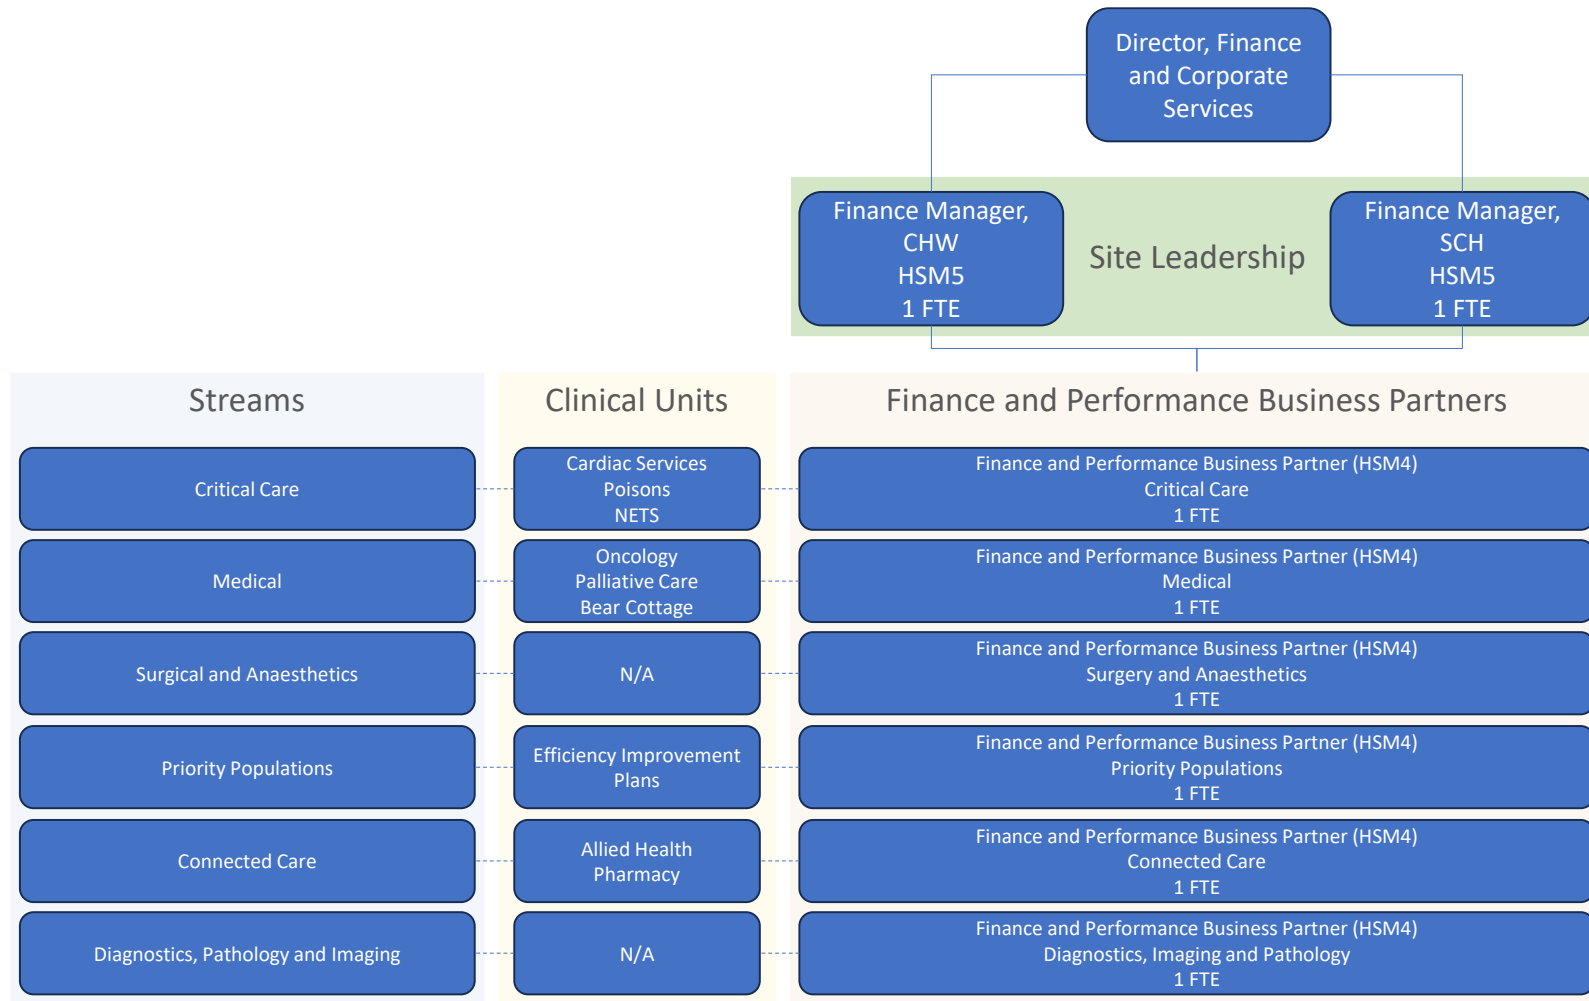 Director, Finance
and Corporate
Services
Finance Manager,
CHW
HSM5
1 FTE
Site Leadership
Finance Manager,
SCH
HSM5
1 FTE
Streams
Clinical Units
Finance and Performance Business Partners
Critical Care
Cardiac Services
Poisons
NETS
Finance and Performance Business Partner (HSM4)
Critical Care
1 FTE
Medical
Oncology
Palliative Care
Bear Cottage
Finance and Performance Business Partner (HSM4)
Medical
1 FTE
Surgical and Anaesthetics
N/A
Finance and Performance Business Partner (HSM4)
Surgery and Anaesthetics
1 FTE
Priority Populations
Efficiency Improvement
Plans
Finance and Performance Business Partner (HSM4)
Priority Populations
1 FTE
Connected Care
Allied Health
Pharmacy
Finance and Performance Business Partner (HSM4)
Connected Care
1 FTE
Diagnostics, Pathology and Imaging
N/A
Finance and Performance Business Partner (HSM4)
Diagnostics, Imaging and Pathology
1 FTE